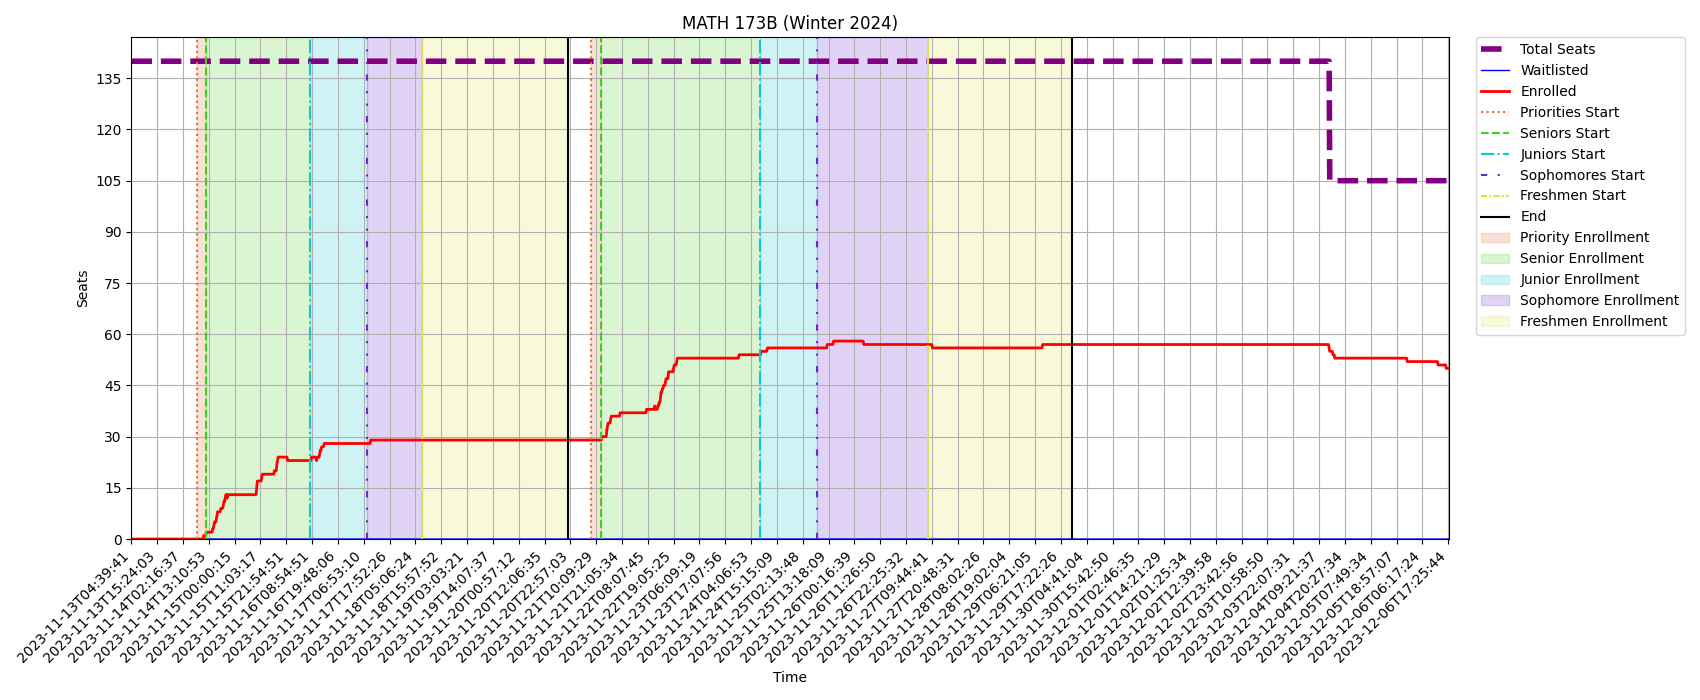 MATH 173B (Winter 2024)
Seats
135
120
105
90
75
60
45
30
15
0
2023-11-13T04:39:41
2023-11-13T15:24:03
2023-11-14T02:16:37
2023-11-14T13:10:53
2023-11-15T00:00:15
2023-11-15T11:03:17
2023-11-15T21:54:51
2023-11-16T08:54:51
2023-11-16T19:48:06
2023-11-17T06:53:10
2023-11-17T17:52:26
2023-11-18T05:06:24
2023-11-18T15:57:52
2023-11-19T03:03:21
2023-11-19T14:07:37
2023-11-20T00:57:12
2023-11-20T12:06:35
2023-11-20T22:57:03
2023-11-21T10:09:29
2023-11-21T21:05:34
2023-11-22T08:07:45
2023-11-22T19:05:25
2023-11-23T06:09:19
2023-11-23T17:07:56
2023-11-24T04:06:53
2023-11-24T15:15:09
2023-11-25T02:13:48
2023-11-25T13:18:09
2023-11-26T00:16:39
2023-11-26T11:26:50
2023-11-26T22:25:32
2023-11-27T09:44:41
2023-11-27T20:48:31
2023-11-28T08:02:26
2023-11-28T19:02:04
2023-11-29T06:21:05
2023-11-29T17:22:26
2023-11-30T04:41:04
2023-11-30T15:42:50
2023-12-01T02:46:35
2023-12-01T14:21:29
2023-12-02T01:25:34
2023-12-02T12:39:58
2023-12-02T23:42:56
2023-12-03T10:58:50
2023-12-03T22:07:31
2023-12-04T09:21:37
2023-12-04T20:27:34
2023-12-05T07:49:34
2023-12-05T18:57:07
2023-12-06T06:17:24
2023-12-06T17:25:44
Time
Total Seats
Waitlisted
Enrolled
Priorities Start
Seniors Start
Juniors Start
Sophomores Start
Freshmen Start
End
Priority Enrollment
Senior Enrollment
Junior Enrollment
Sophomore Enrollment
Freshmen Enrollment